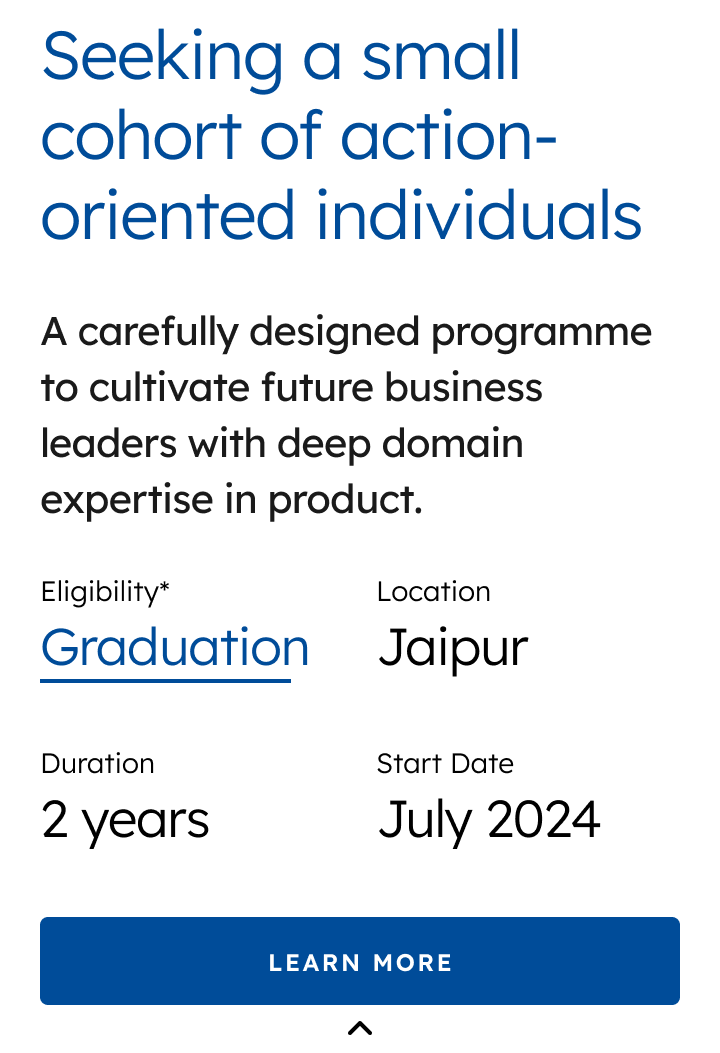 Seeking a small
cohort of action-
oriented individuals
A carefully designed programme
to cultivate future business
leaders with deep domain
expertise in product.
Eligibility*
Graduation
Location
Jaipur
Duration
2 years
Start Date
July 2024
LEARN MORE